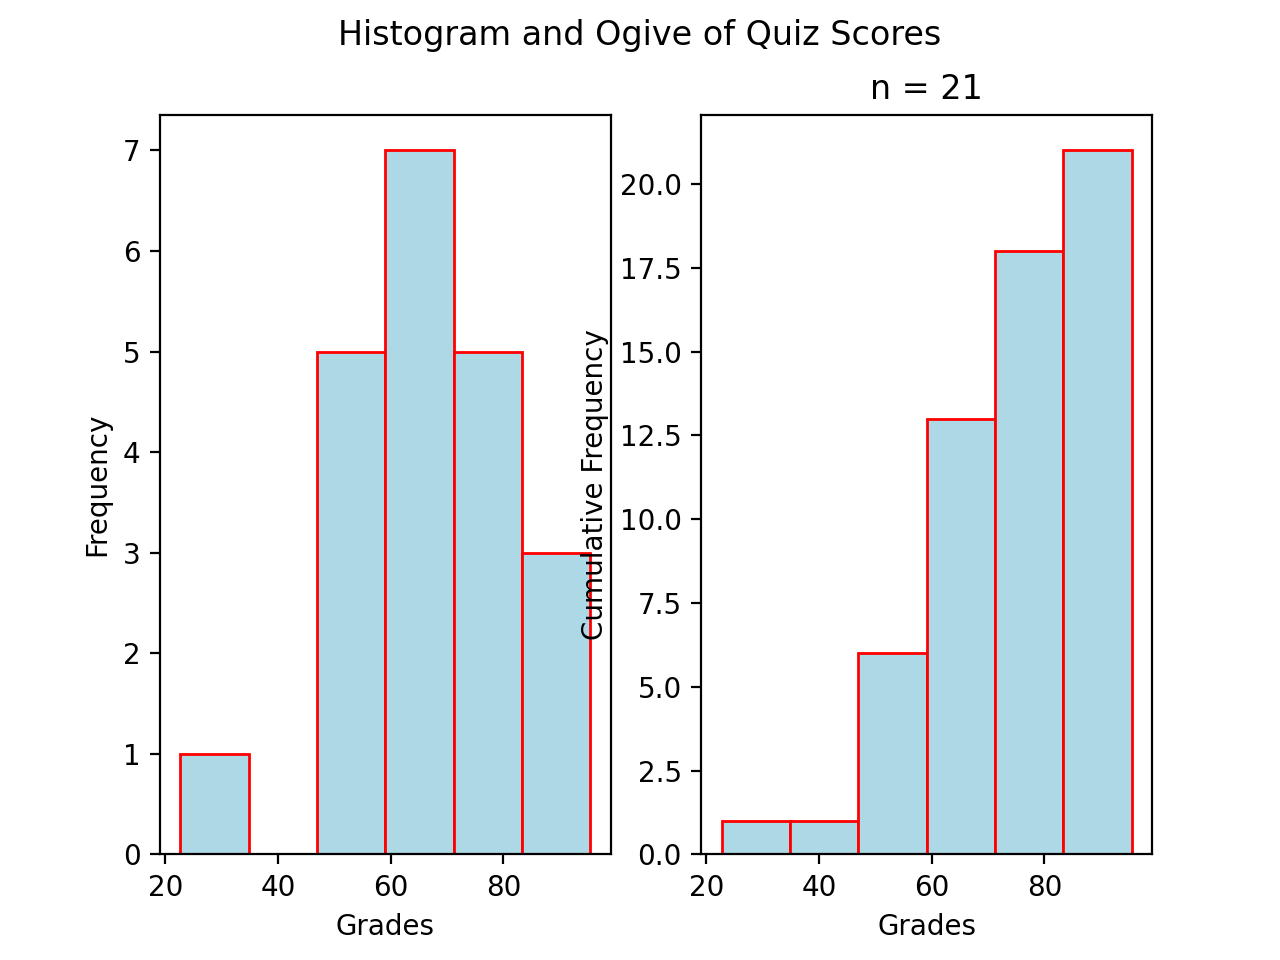 Histogram and Ogive of Quiz Scores
7
6
5
4
3
2
1
0
Frequency
20 40 60 80
Grades
n = 21
20.0
17.5
15.0
12.5
10.0
7.5
5.0
2.5
0.0
Cumulative Frequency
20 40 60 80
Grades